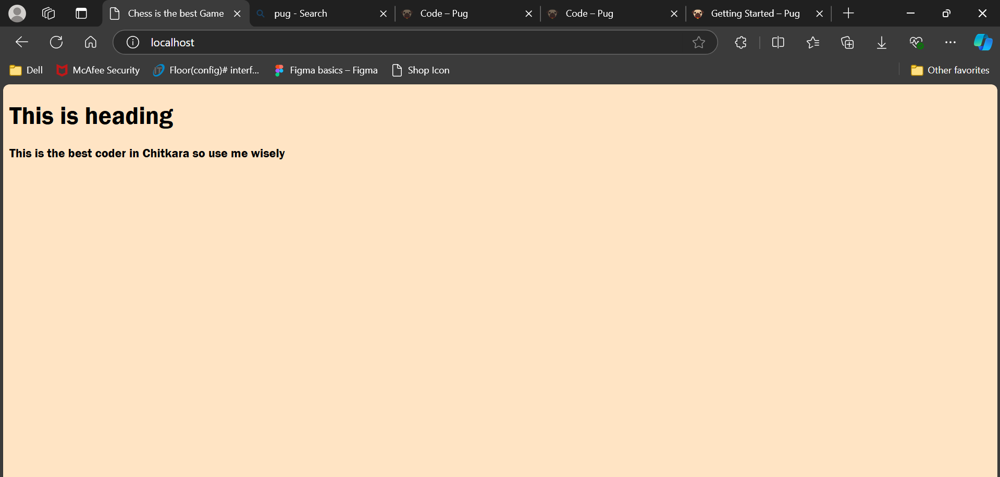 Chess is the best Game
pug - Search
Code – Pug
Code – Pug
Getting Started – Pug
localhost
Dell
McAfee Security
Floor(config)# interf...
Figma basics – Figma
Shop Icon
Other favorites
This is heading
This is the best coder in Chitkara so use me wisely